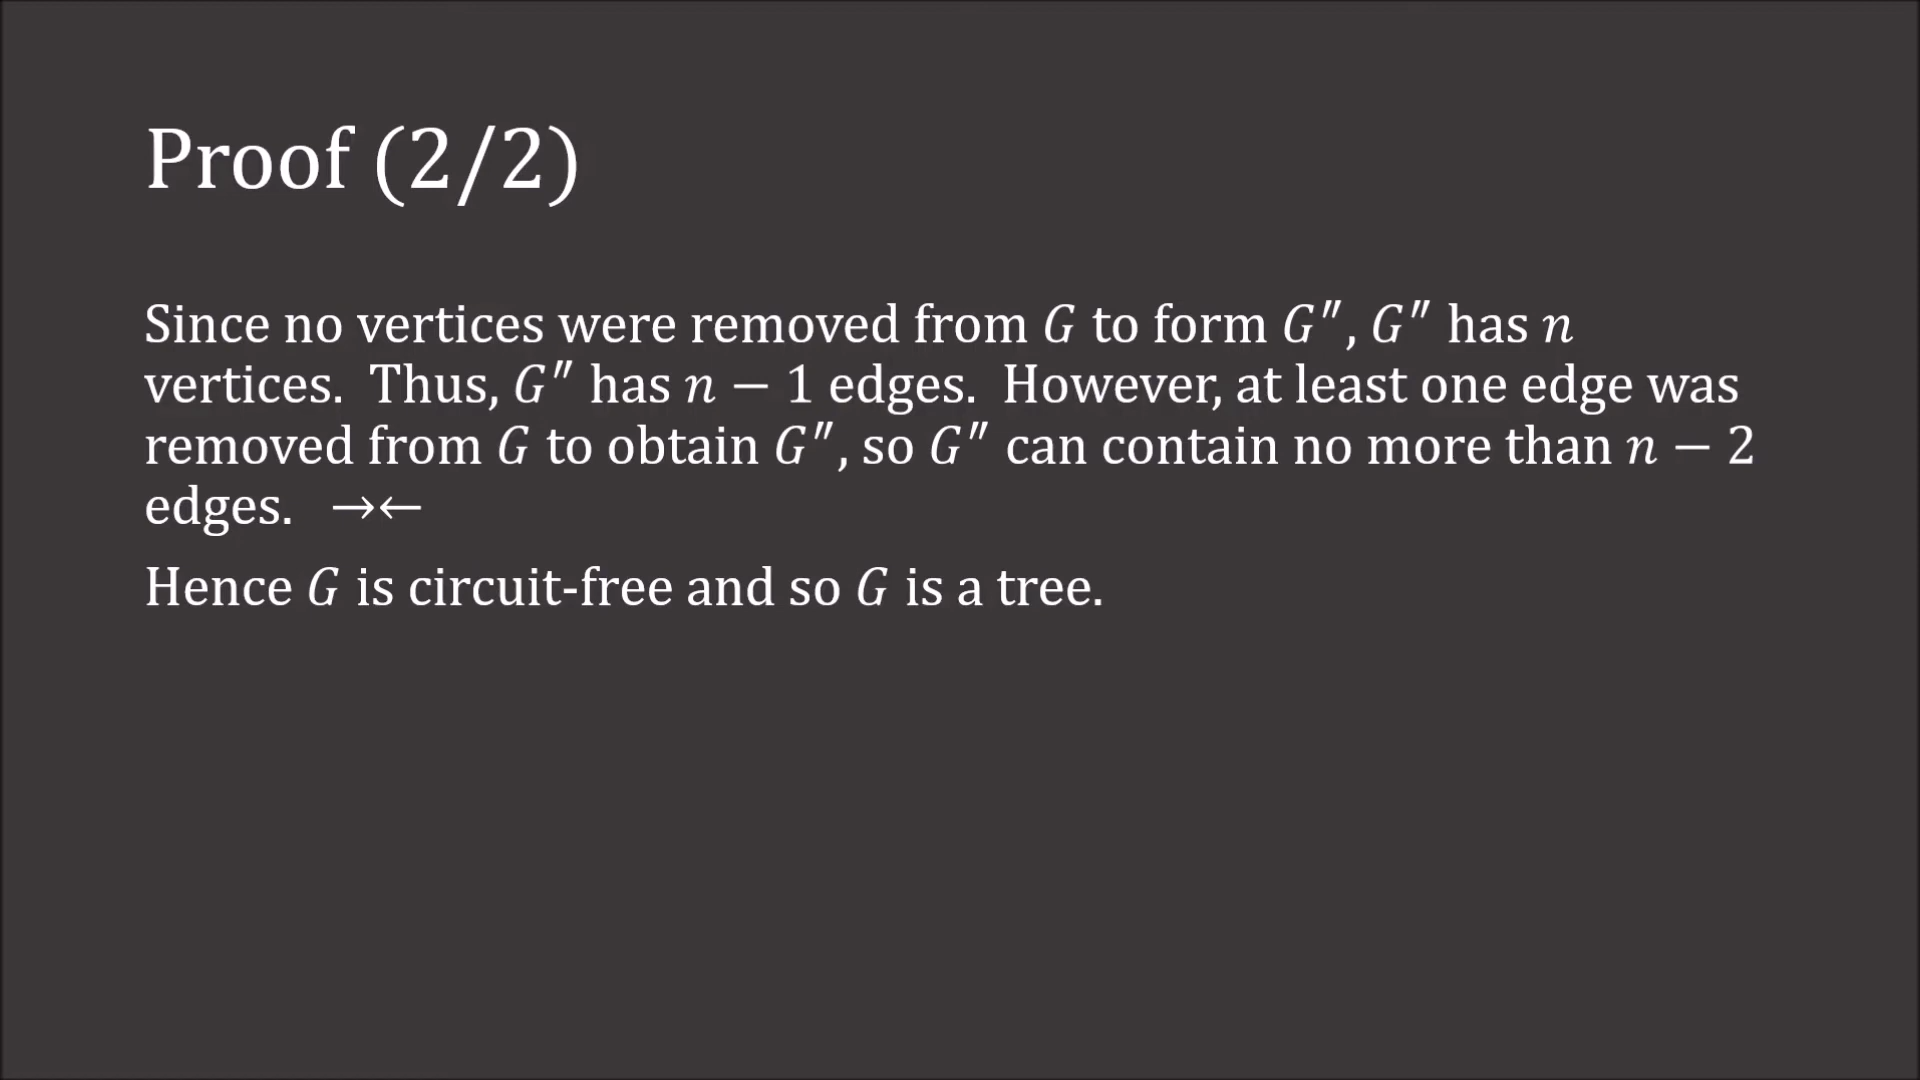 Proof (2/2)
Since no vertices were removed from G to form G″, G″ has n
vertices.  Thus, G″ has n − 1 edges.  However, at least one edge was
removed from G to obtain G″, so G″ can contain no more than n − 2
edges.  →←
Hence G is circuit-free and so G is a tree.